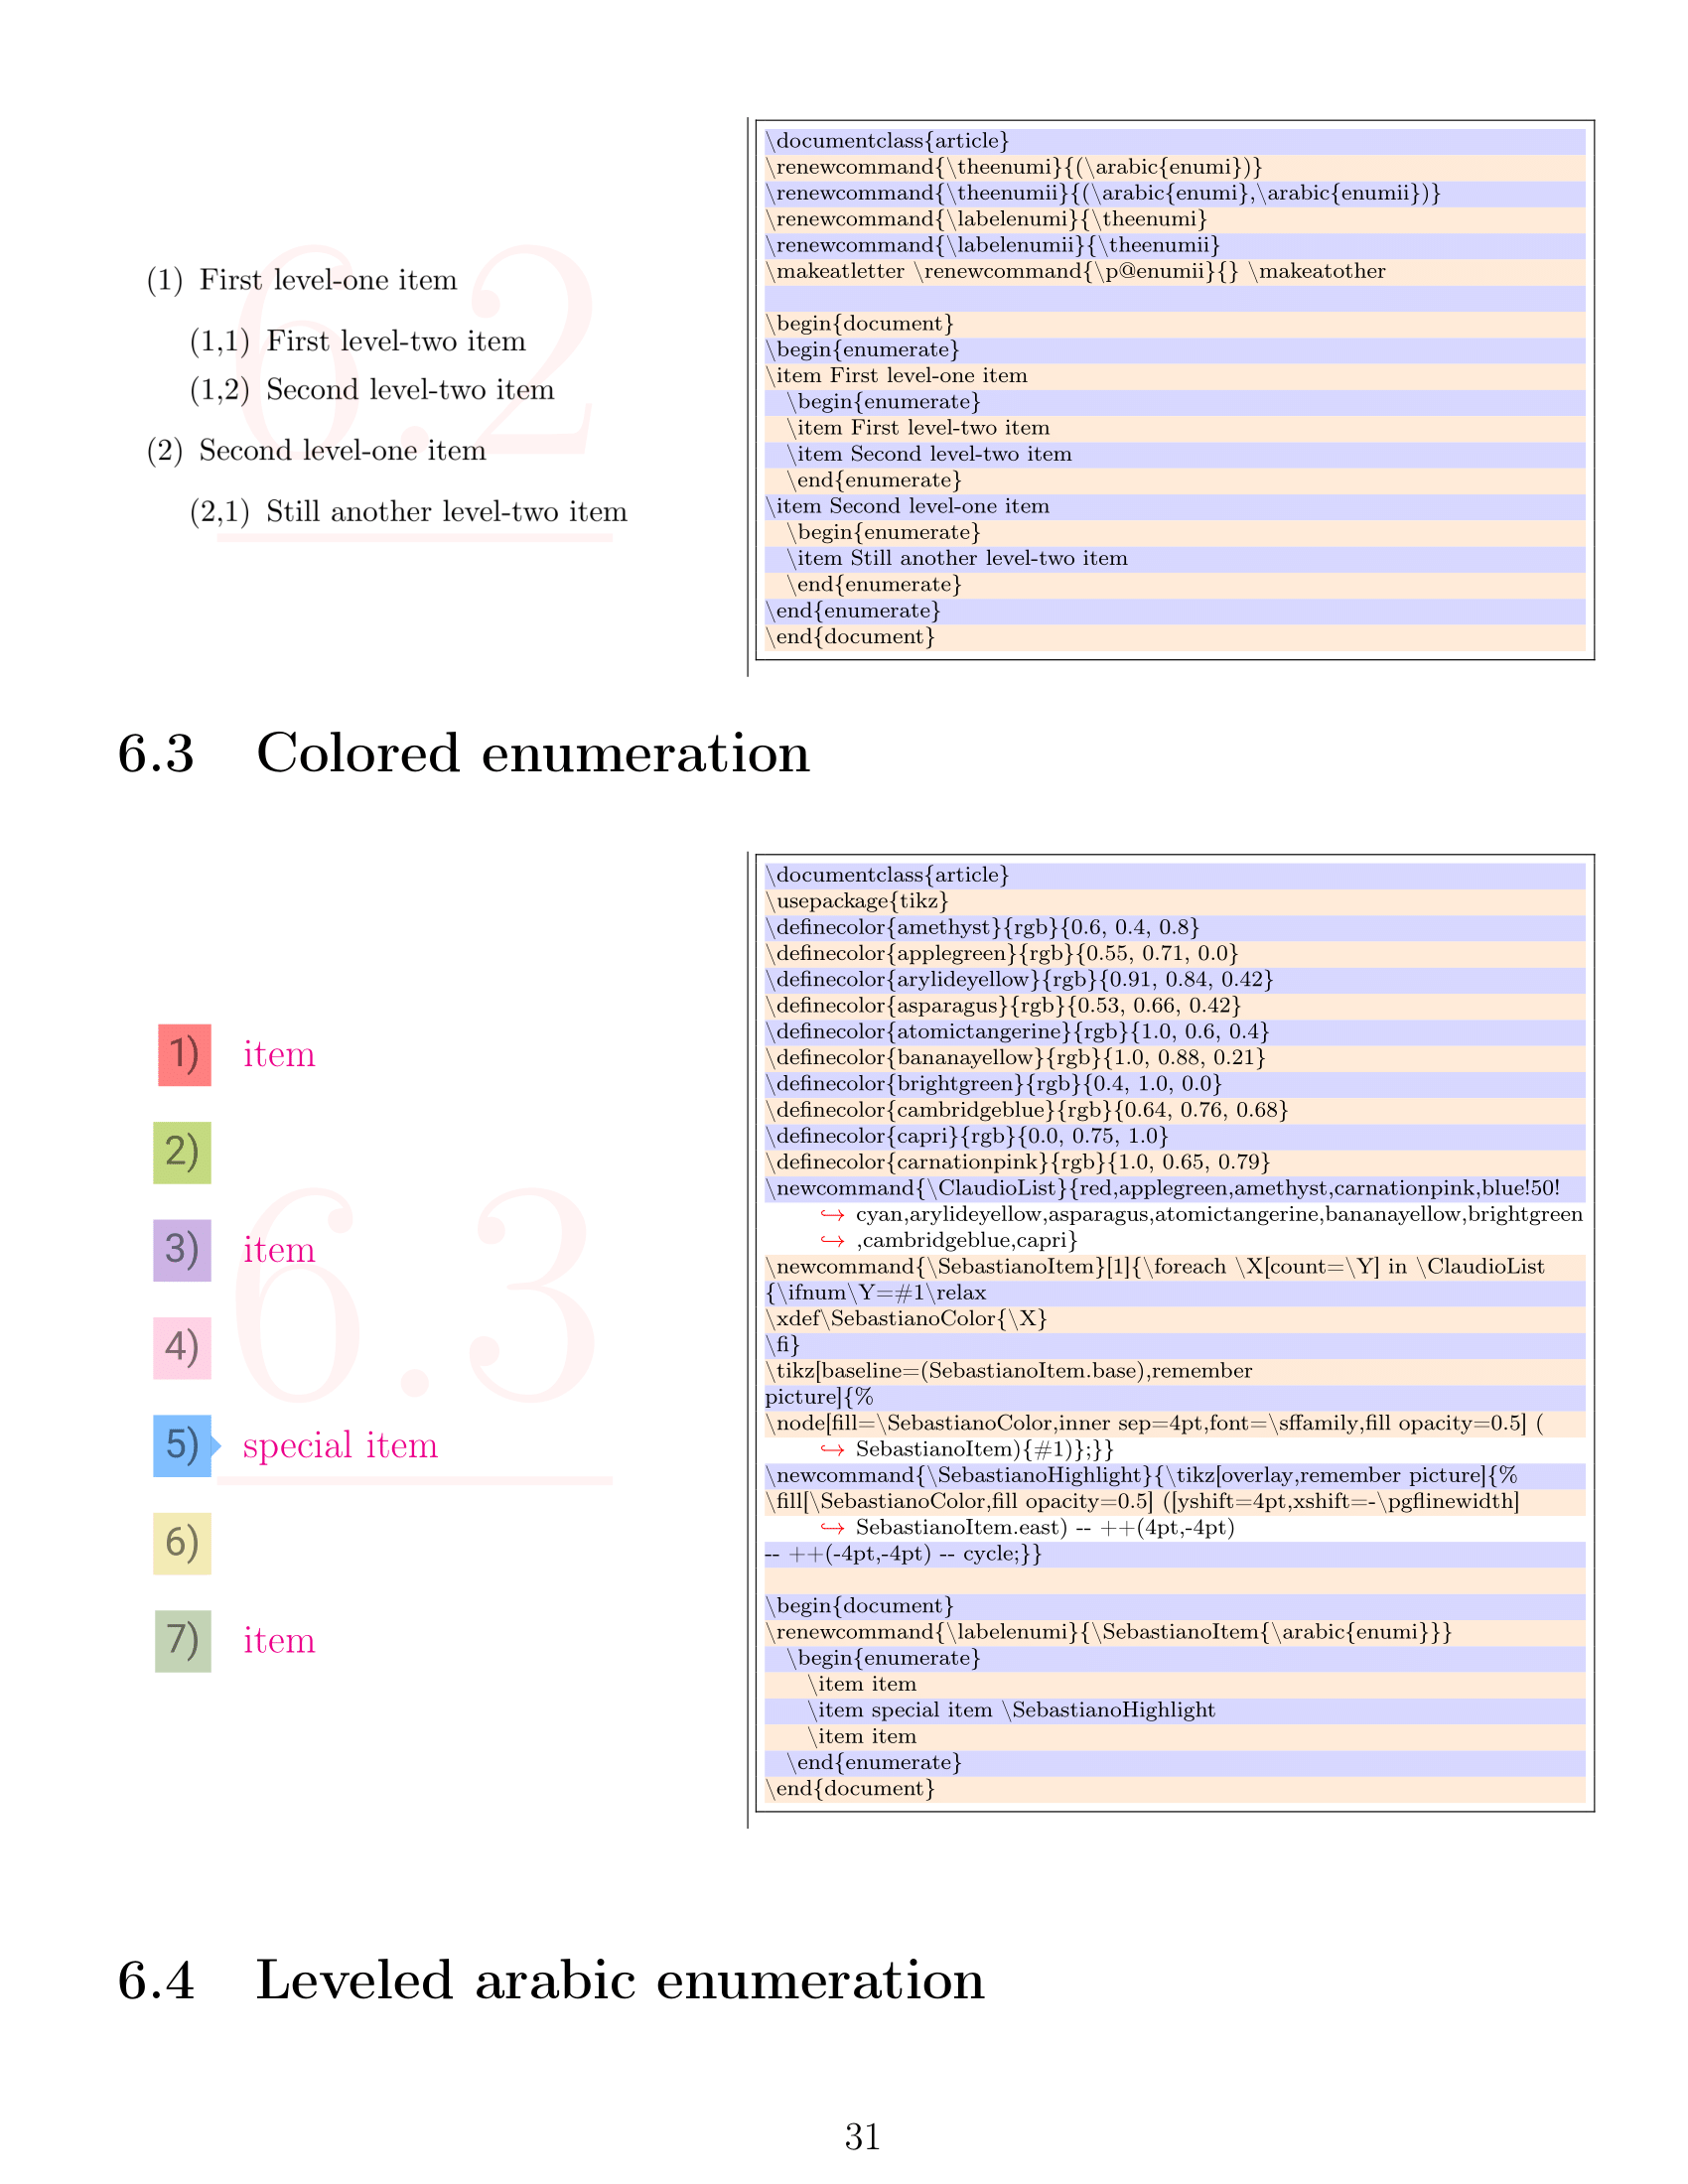 6.2
(1) First level-one item
(1,1) First level-two item
(1,2) Second level-two item
(2) Second level-one item
(2,1) Still another level-two item
\documentclass{article}
\renewcommand{\theenumi}{(\arabic{enumi})}
\renewcommand{\theenumii}{(\arabic{enumi},\arabic{enumii})}
\renewcommand{\labelenumi}{\theenumi}
\renewcommand{\labelenumii}{\theenumii}
\makeatletter \renewcommand{\p@enumii}{} \makeatother
\begin{document}
\begin{enumerate}
\item First level-one item
\begin{enumerate}
\item First level-two item
\item Second level-two item
\end{enumerate}
\item Second level-one item
\begin{enumerate}
\item Still another level-two item
\end{enumerate}
\end{enumerate}
\end{document}
6.3 Colored enumeration
6.3
1) item
2)
3) item
4)
5) special item
6)
7) item
\documentclass{article}
\usepackage{tikz}
\definecolor{amethyst}{rgb}{0.6, 0.4, 0.8}
\definecolor{applegreen}{rgb}{0.55, 0.71, 0.0}
\definecolor{arylideyellow}{rgb}{0.91, 0.84, 0.42}
\definecolor{asparagus}{rgb}{0.53, 0.66, 0.42}
\definecolor{atomictangerine}{rgb}{1.0, 0.6, 0.4}
\definecolor{bananayellow}{rgb}{1.0, 0.88, 0.21}
\definecolor{brightgreen}{rgb}{0.4, 1.0, 0.0}
\definecolor{cambridgeblue}{rgb}{0.64, 0.76, 0.68}
\definecolor{capri}{rgb}{0.0, 0.75, 1.0}
\definecolor{carnationpink}{rgb}{1.0, 0.65, 0.79}
\newcommand{\ClaudioList}{red,applegreen,amethyst,carnationpink,blue!50!
↪ cyan,arylideyellow,asparagus,atomictangerine,bananayellow,brightgreen
↪ ,cambridgeblue,capri}
\newcommand{\SebastianoItem}[1]{\foreach \X[count=\Y] in \ClaudioList
{\ifnum\Y=#1\relax
\xdef\SebastianoColor{\X}
\fi}
\tikz[baseline=(SebastianoItem.base),remember
picture]{%
\node[fill=\SebastianoColor,inner sep=4pt,font=\sffamily,fill opacity=0.5] (
↪ SebastianoItem){#1)};}}
\newcommand{\SebastianoHighlight}{\tikz[overlay,remember picture]{%
\fill[\SebastianoColor,fill opacity=0.5] ([yshift=4pt,xshift=-\pgflinewidth]
↪ SebastianoItem.east) -- ++(4pt,-4pt)
-- ++(-4pt,-4pt) -- cycle;}}
\begin{document}
\renewcommand{\labelenumi}{\SebastianoItem{\arabic{enumi}}}
\begin{enumerate}
\item item
\item special item \SebastianoHighlight
\item item
\end{enumerate}
\end{document}
6.4 Leveled arabic enumeration
31